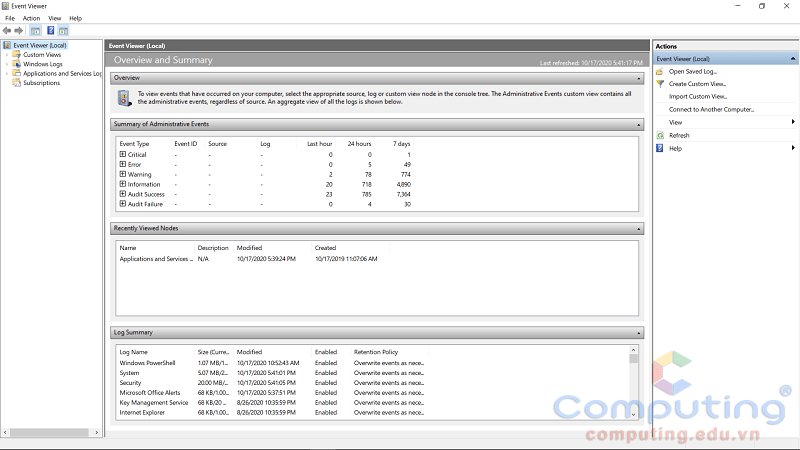 Event Viewer
File Action View Help
Event Viewer (Local)
Custom Views
Windows Logs
Applications and Services Log
Subscriptions
Event Viewer (Local)
Overview and Summary
Last refreshed: 10/17/2020 5:41:17 PM
Overview
To view events that have occurred on your computer, select the appropriate source, log or custom view node in the console tree. The Administrative Events custom view contains all
the administrative events, regardless of source. An aggregate view of all the logs is shown below.
Summary of Administrative Events
Event Type Event ID Source Log Last hour 24 hours 7 days
Critical - - - 0 0 1
Error - - - 0 5 49
Warning - - - 2 78 774
Information - - - 20 718 4,890
Audit Success - - - 23 785 7,364
Audit Failure - - - 0 4 30
Recently Viewed Nodes
Name Description Modified Created
Applications and Services ... N/A 10/17/2020 5:39:24 PM 10/17/2019 11:07:06 AM
Log Summary
Log Name Size (Curre... Modified Enabled Retention Policy
Windows PowerShell 1.07 MB/1... 10/17/2020 10:52:43 AM Enabled Overwrite events as nece...
System 5.07 MB/2... 10/17/2020 5:41:01 PM Enabled Overwrite events as nece...
Security 20.00 MB/... 10/17/2020 5:41:05 PM Enabled Overwrite events as nece...
Microsoft Office Alerts 68 KB/1.00... 10/17/2020 5:37:51 PM Enabled Overwrite events as nece...
Key Management Service 68 KB/20 ... 8/26/2020 10:35:59 PM Enabled Overwrite events as nece...
Internet Explorer 68 KB/1.00... 8/26/2020 10:35:59 PM Enabled Overwrite events as nece...
Actions
Event Viewer (Local)
Open Saved Log...
Create Custom View...
Import Custom View...
Connect to Another Computer...
View
Refresh
Help
Computing®
computing.edu.vn